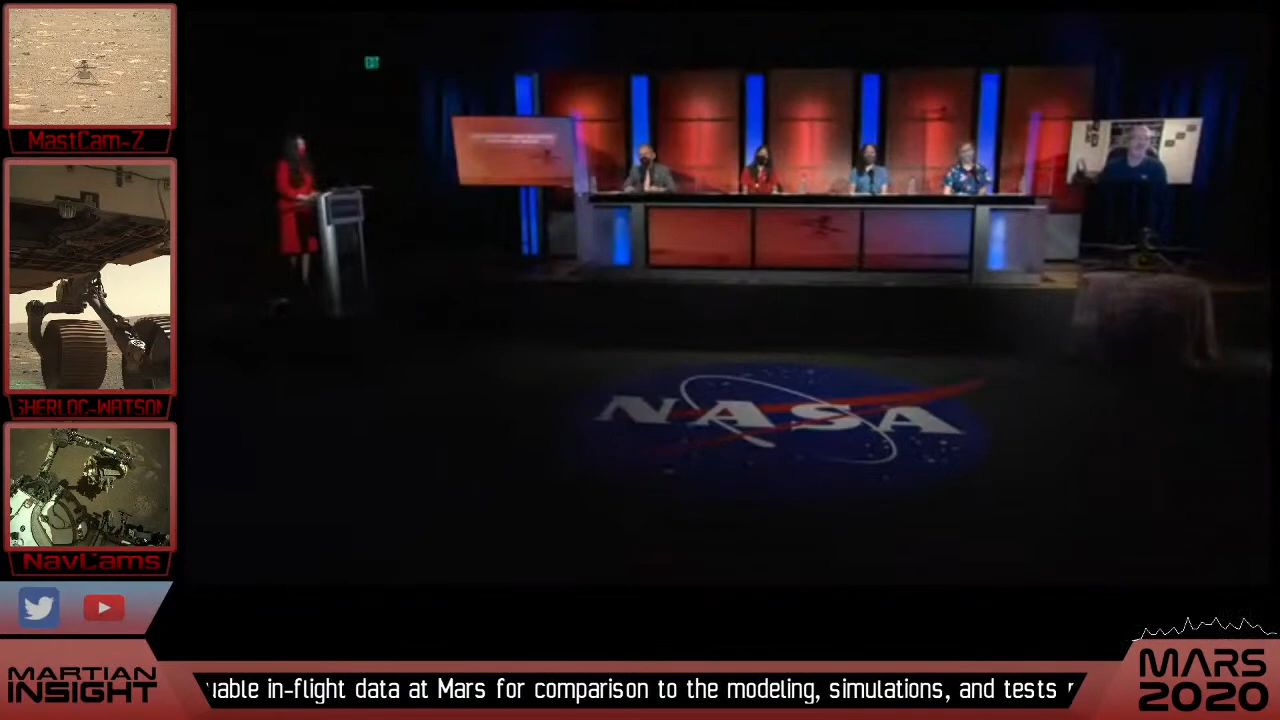 MastCam-Z
SHERLOC-WATSON
NavCams
EXIT
NASA
MARTIAN
INSIGHT
uable in-flight data at Mars for comparison to the modeling, simulations, and tests
MARS
2020